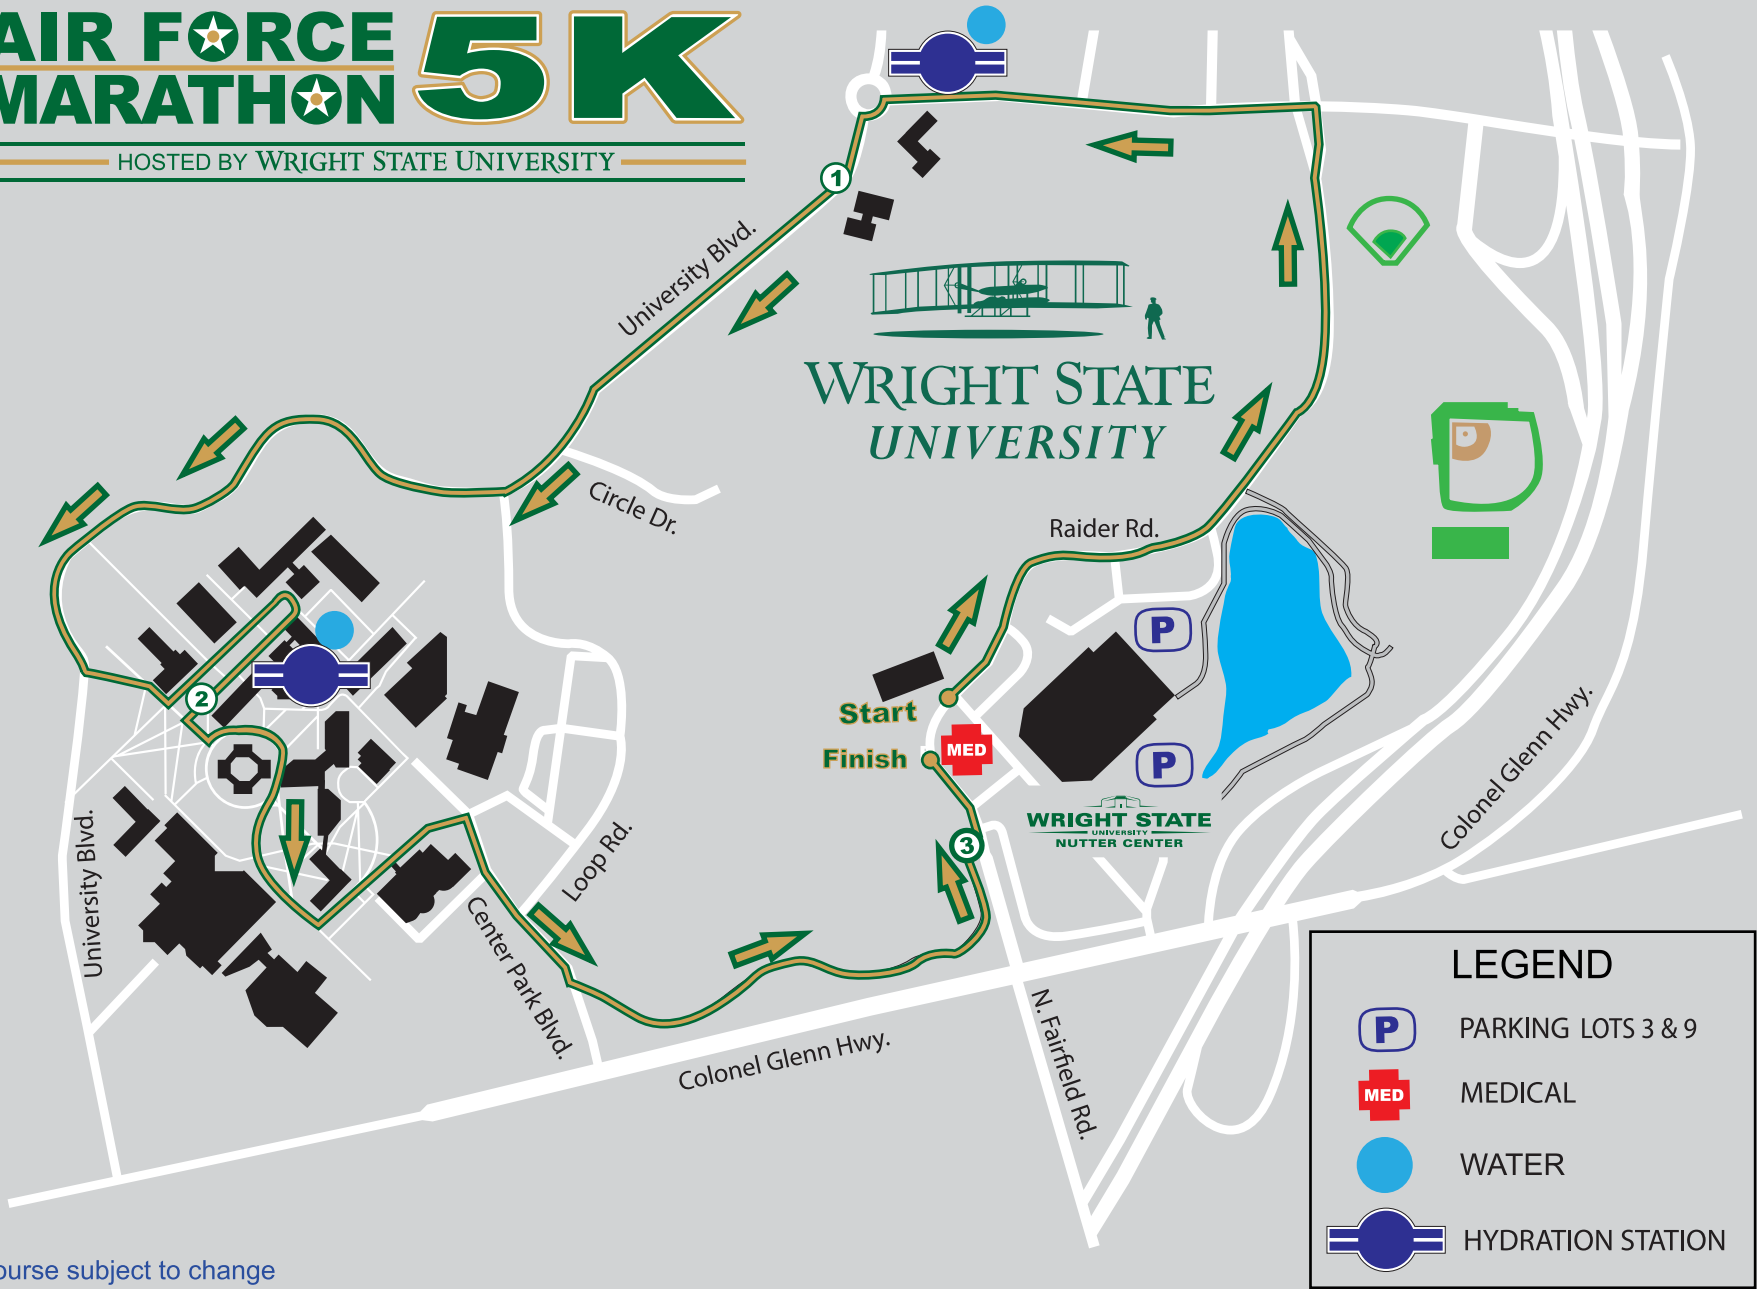 AIR FORCE
MARATHON
5K
HOSTED BY WRIGHT STATE UNIVERSITY
1
University Blvd.
WRIGHT STATE
UNIVERSITY
Circle Dr.
Raider Rd.
P
2
Start
MED
Finish
P
WRIGHT STATE
UNIVERSITY
NUTTER CENTER
3
Colonel Glenn Hwy.
University Blvd.
Loop Rd.
Center Park Blvd.
N. Fairfield Rd.
Colonel Glenn Hwy.
LEGEND
P PARKING LOTS 3 & 9
MED MEDICAL
WATER
HYDRATION STATION
ourse subject to change